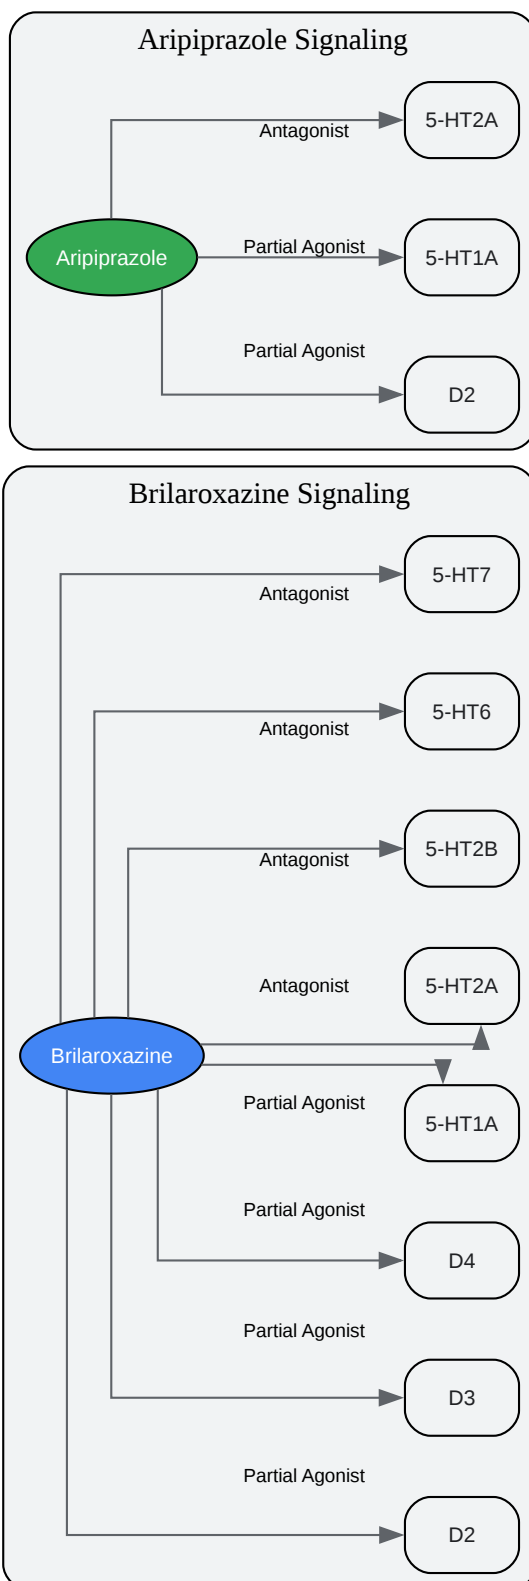 Aripiprazole Signaling
5-HT2A
Antagonist
Partial Agonist
Aripiprazole
5-HT1A
Partial Agonist
D2
Brilaroxazine Signaling
5-HT7
Antagonist
5-HT6
Antagonist
5-HT2B
Antagonist
Antagonist
5-HT2A
Brilaroxazine
Partial Agonist
5-HT1A
Partial Agonist
D4
Partial Agonist
D3
Partial Agonist
D2